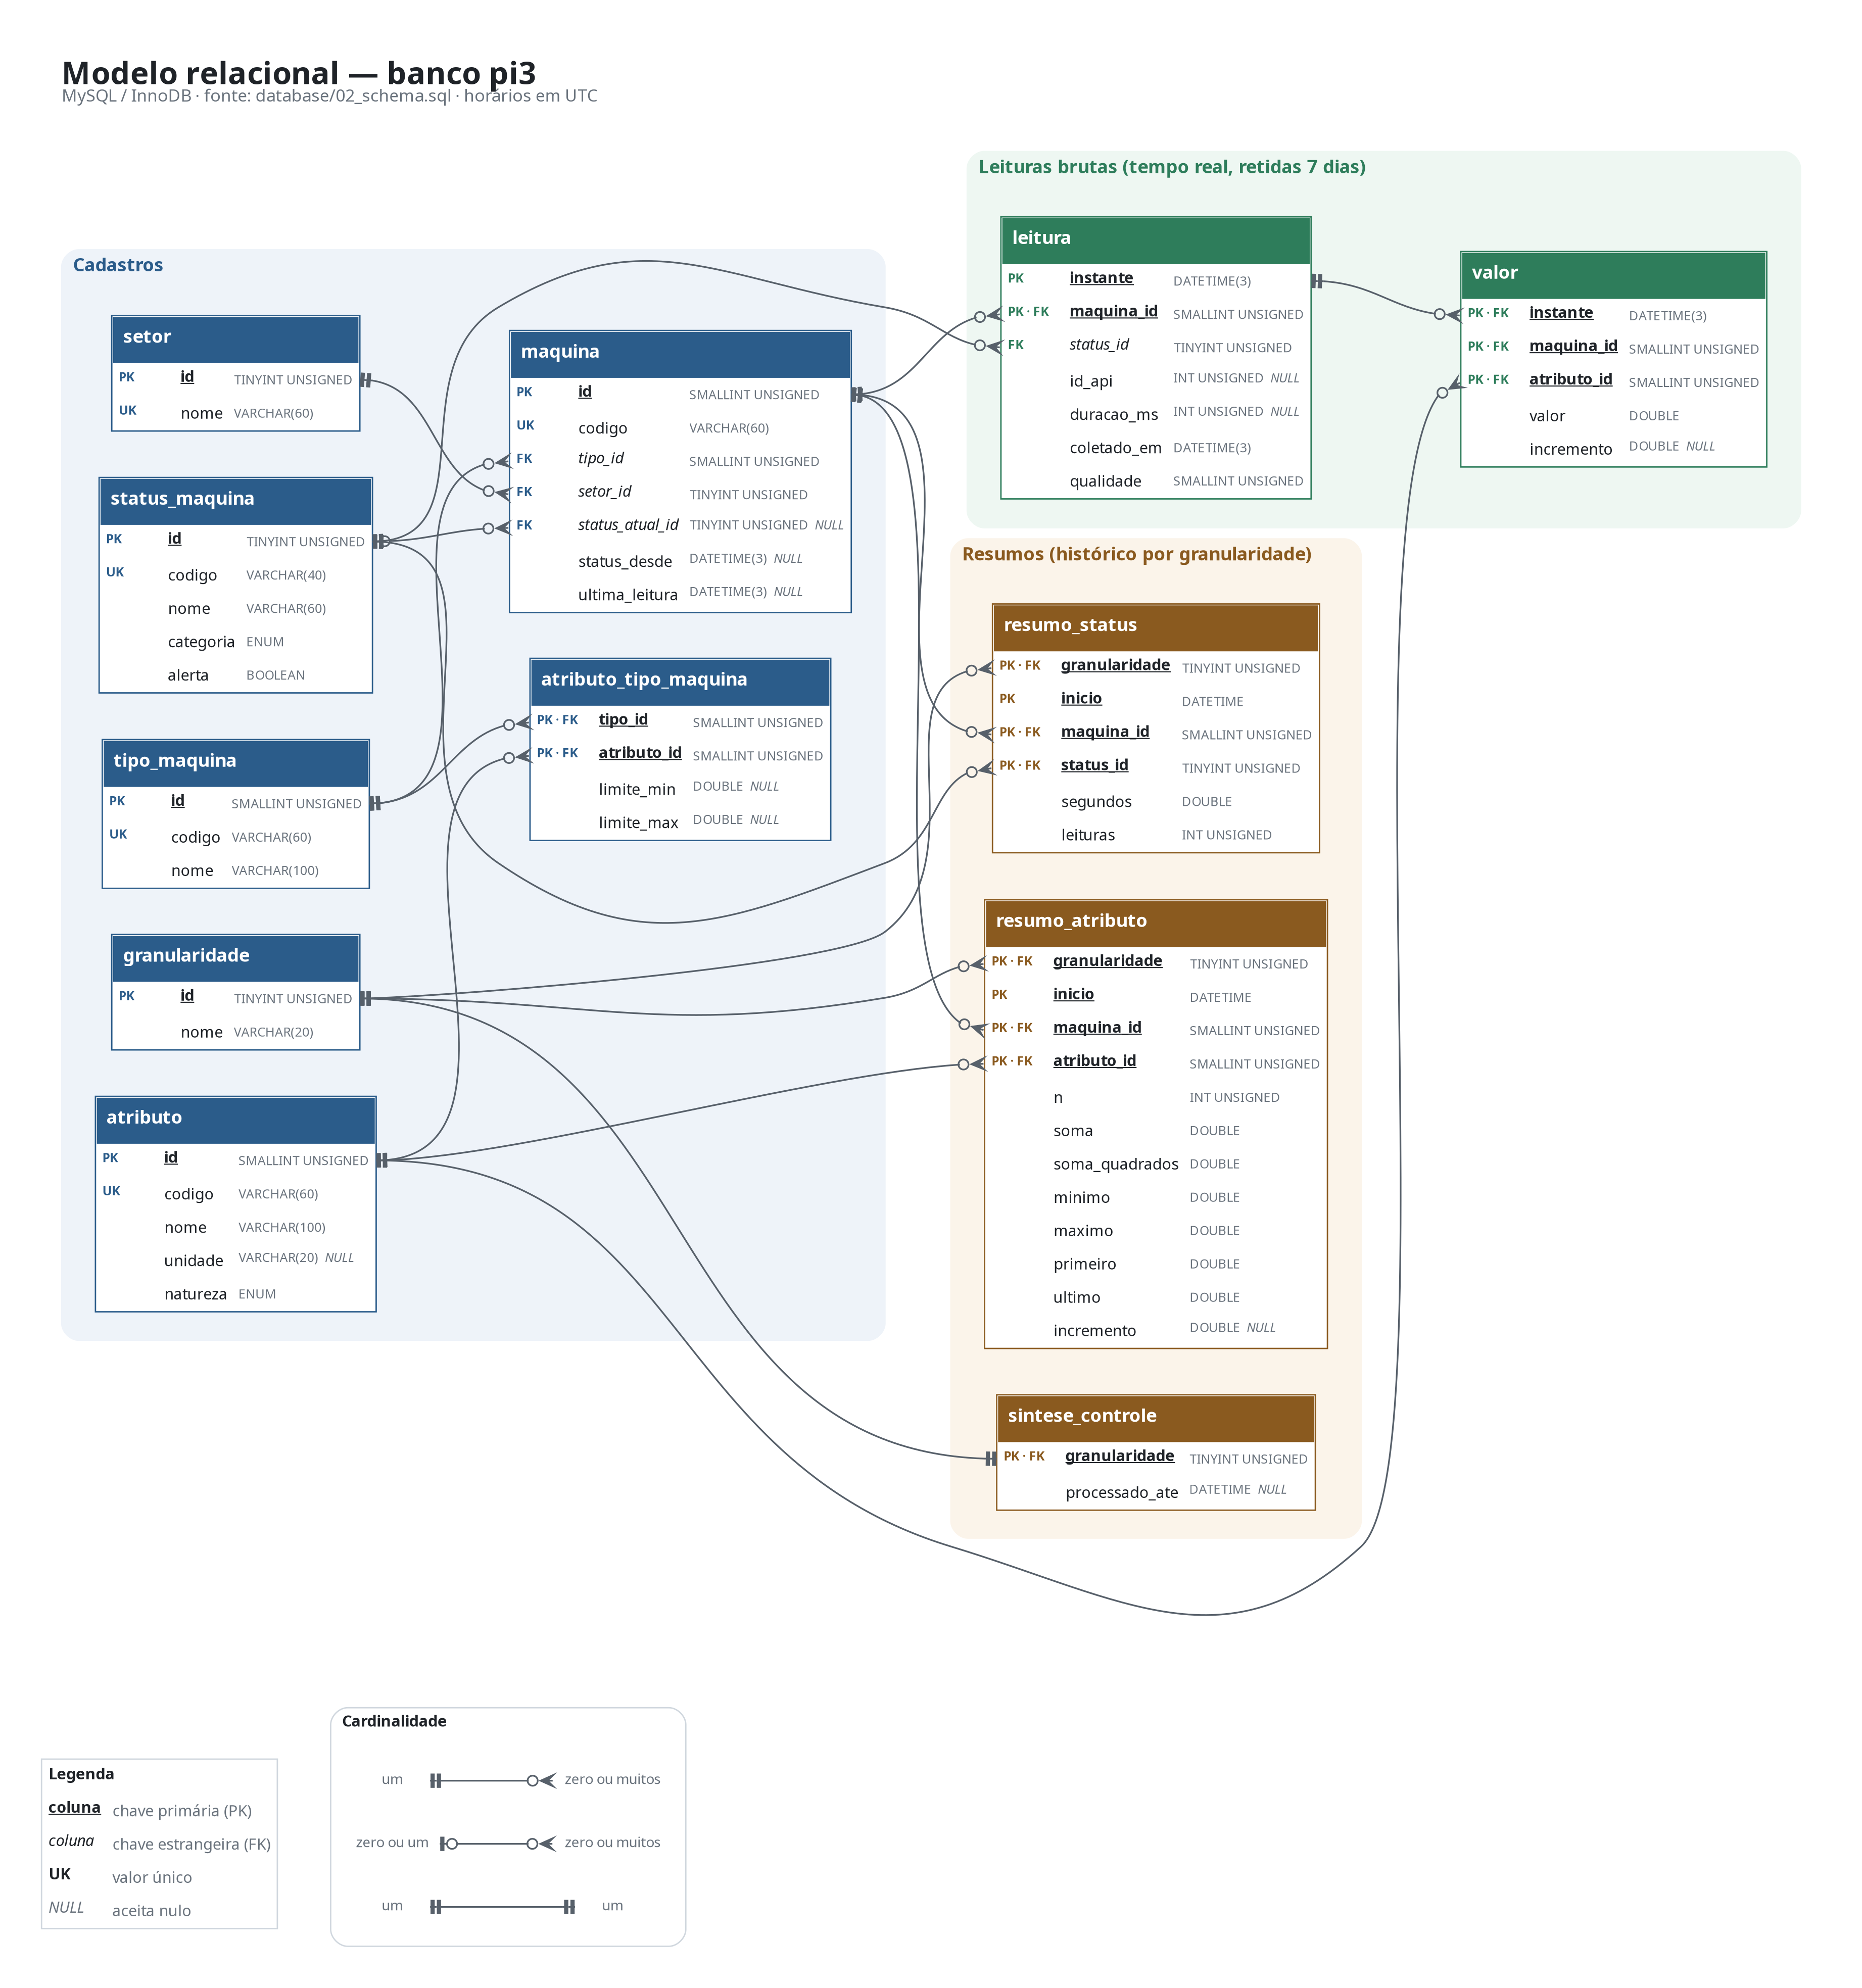 Modelo relacional — banco pi3
MySQL / InnoDB · fonte: database/02_schema.sql · horários em UTC
Cadastros
setor
PK id TINYINT UNSIGNED
UK nome VARCHAR(60)
status_maquina
PK id TINYINT UNSIGNED
UK codigo VARCHAR(40)
nome VARCHAR(60)
categoria ENUM
alerta BOOLEAN
tipo_maquina
PK id SMALLINT UNSIGNED
UK codigo VARCHAR(60)
nome VARCHAR(100)
granularidade
PK id TINYINT UNSIGNED
nome VARCHAR(20)
atributo
PK id SMALLINT UNSIGNED
UK codigo VARCHAR(60)
nome VARCHAR(100)
unidade VARCHAR(20) NULL
natureza ENUM
maquina
PK id SMALLINT UNSIGNED
UK codigo VARCHAR(60)
FK tipo_id SMALLINT UNSIGNED
FK setor_id TINYINT UNSIGNED
FK status_atual_id TINYINT UNSIGNED NULL
status_desde DATETIME(3) NULL
ultima_leitura DATETIME(3) NULL
atributo_tipo_maquina
PK · FK tipo_id SMALLINT UNSIGNED
PK · FK atributo_id SMALLINT UNSIGNED
limite_min DOUBLE NULL
limite_max DOUBLE NULL
Leituras brutas (tempo real, retidas 7 dias)
leitura
PK instante DATETIME(3)
PK · FK maquina_id SMALLINT UNSIGNED
FK status_id TINYINT UNSIGNED
id_api INT UNSIGNED NULL
duracao_ms INT UNSIGNED NULL
coletado_em DATETIME(3)
qualidade SMALLINT UNSIGNED
valor
PK · FK instante DATETIME(3)
PK · FK maquina_id SMALLINT UNSIGNED
PK · FK atributo_id SMALLINT UNSIGNED
valor DOUBLE
incremento DOUBLE NULL
Resumos (histórico por granularidade)
resumo_status
PK · FK granularidade TINYINT UNSIGNED
PK inicio DATETIME
PK · FK maquina_id SMALLINT UNSIGNED
PK · FK status_id TINYINT UNSIGNED
segundos DOUBLE
leituras INT UNSIGNED
resumo_atributo
PK · FK granularidade TINYINT UNSIGNED
PK inicio DATETIME
PK · FK maquina_id SMALLINT UNSIGNED
PK · FK atributo_id SMALLINT UNSIGNED
n INT UNSIGNED
soma DOUBLE
soma_quadrados DOUBLE
minimo DOUBLE
maximo DOUBLE
primeiro DOUBLE
ultimo DOUBLE
incremento DOUBLE NULL
sintese_controle
PK · FK granularidade TINYINT UNSIGNED
processado_ate DATETIME NULL
Legenda
coluna chave primária (PK)
coluna chave estrangeira (FK)
UK valor único
NULL aceita nulo
Cardinalidade
um zero ou muitos
zero ou um zero ou muitos
um um